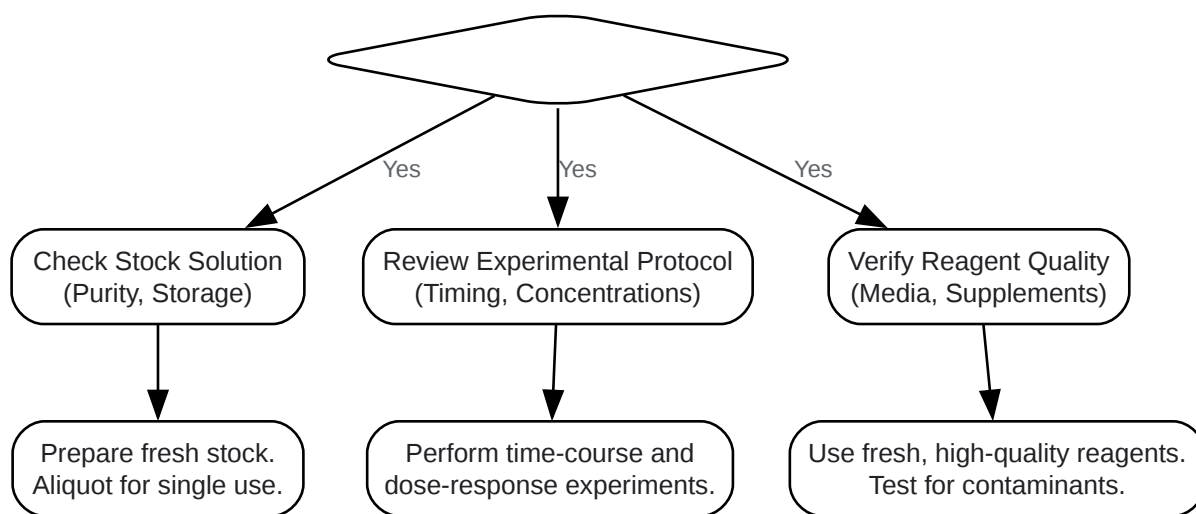 Yes
Yes
Yes
Check Stock Solution
(Purity, Storage)
Review Experimental Protocol
(Timing, Concentrations)
Verify Reagent Quality
(Media, Supplements)
Prepare fresh stock.
Aliquot for single use.
Perform time-course and
dose-response experiments.
Use fresh, high-quality reagents.
Test for contaminants.